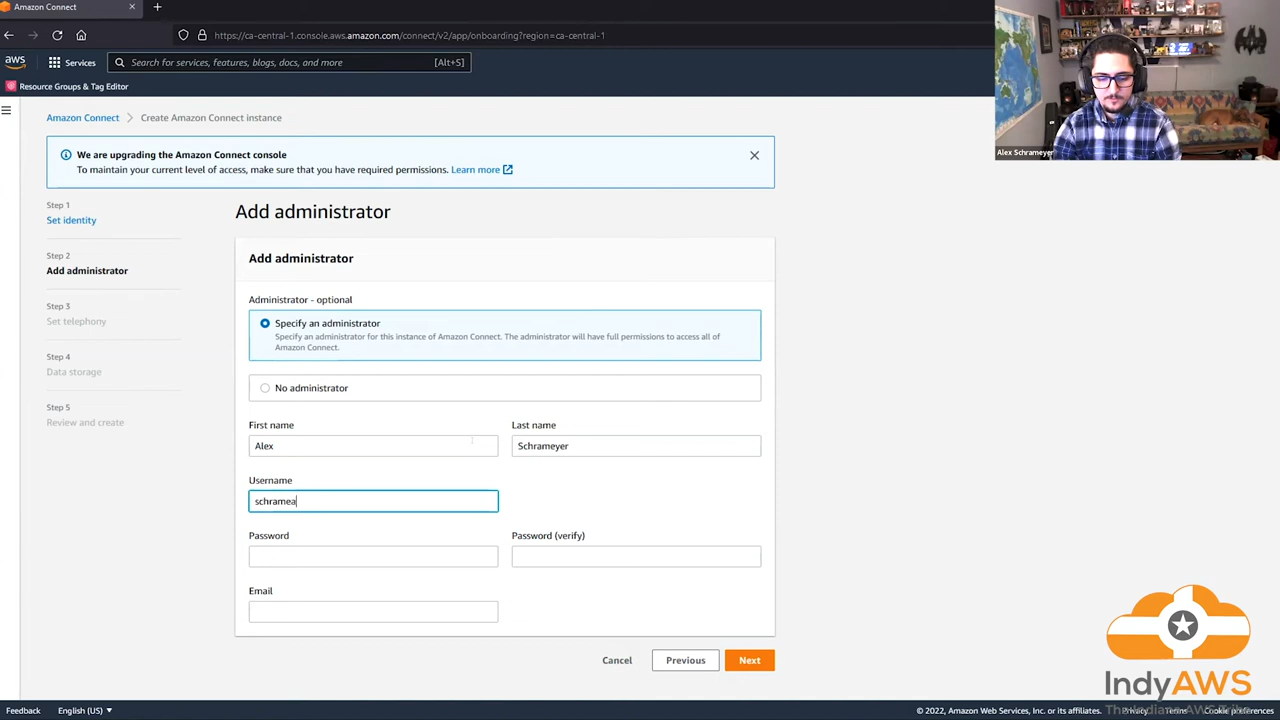 Amazon Connect
https://ca-central-1.console.aws.amazon.com/connect/v2/app/onboarding?region=ca-central-1
aws
Services
Search for services, features, blogs, docs, and more
[Alt+S]
Resource Groups & Tag Editor
Alex Schrameyer
Amazon Connect
Create Amazon Connect instance
We are upgrading the Amazon Connect console
To maintain your current level of access, make sure that you have required permissions. Learn more
Step 1
Set identity
Step 2
Add administrator
Step 3
Set telephony
Step 4
Data storage
Step 5
Review and create
Add administrator
Add administrator
Administrator - optional
Specify an administrator
Specify an administrator for this instance of Amazon Connect. The administrator will have full permissions to access all of
Amazon Connect.
No administrator
First name
Last name
Alex
Schrameyer
Username
schramea
Password
Password (verify)
Email
Cancel
Previous
Next
IndyAWS
The Indiana AWS Tribe
Feedback
English (US)
© 2022, Amazon Web Services, Inc. or its affiliates.
Privacy
Terms
Cookie preferences